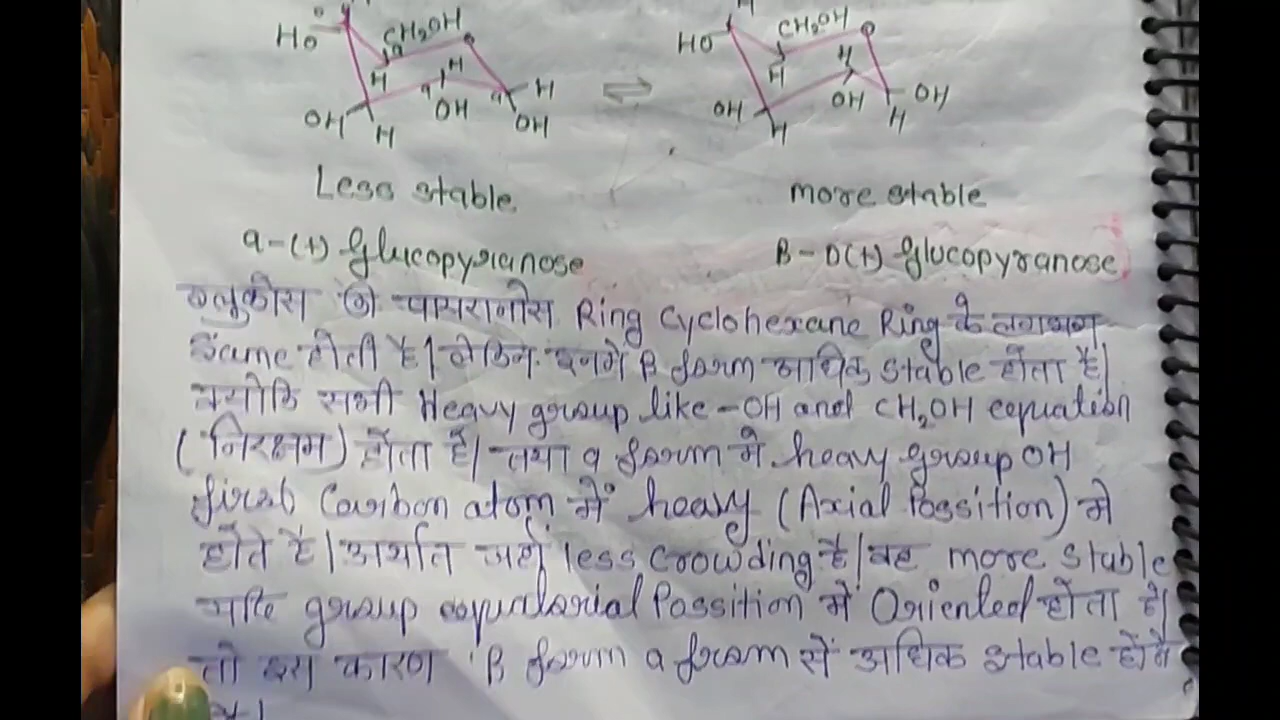 HO CH₂OH H H OH H OH H OH
HO CH₂OH H H OH H OH OH H
Less stable
more stable
a-(+) Glucopyranose
B-D(+) Glucopyranose
ग्लुकोस की पायरानोस Ring Cyclohexane Ring के लगभग
same होती है। लेकिन इनमे B form अधिक stable होता है।
क्योकि सभी Heavy group like-OH and CH₂OH equation
(निरक्षम) होता है। तथा a form मे heavy group OH
first Carbon atom में heavy (Axial Possition) मे
होते है। अर्थात जहाँ less crowding है। वह more stable
यदि group equatorial Possition मे Oriented होता है।
तो इस कारण B form a from सें अधिक stable होंते
है।